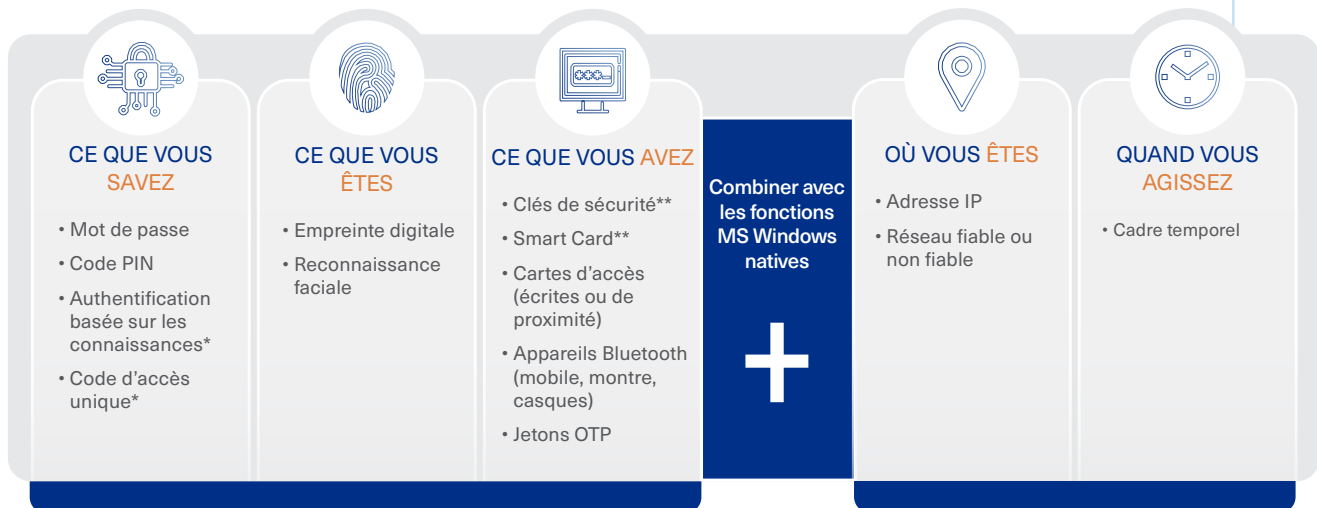 CE QUE VOUS
SAVEZ
• Mot de passe
• Code PIN
• Authentification
basée sur les
connaissances*
• Code d'accès
unique*
CE QUE VOUS
ÊTES
• Empreinte digitale
• Reconnaissance
faciale
CE QUE VOUS AVEZ
• Clés de sécurité**
• Smart Card**
• Cartes d'accès
(écrites ou de
proximité)
• Appareils Bluetooth
(mobile, montre,
casques)
• Jetons OTP
Combiner avec
les fonctions
MS Windows
natives
+
OÙ VOUS ÊTES
• Adresse IP
• Réseau fiable ou
non fiable
QUAND VOUS
AGISSEZ
• Cadre temporel